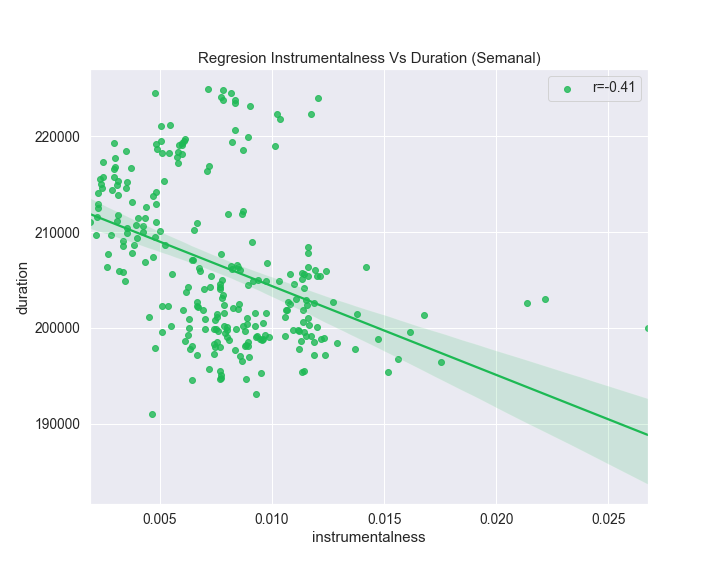 Regresion Instrumentalness Vs Duration (Semanal)
r=-0.41
220000
210000
200000
190000
duration
0.005 0.010 0.015 0.020 0.025
instrumentalness